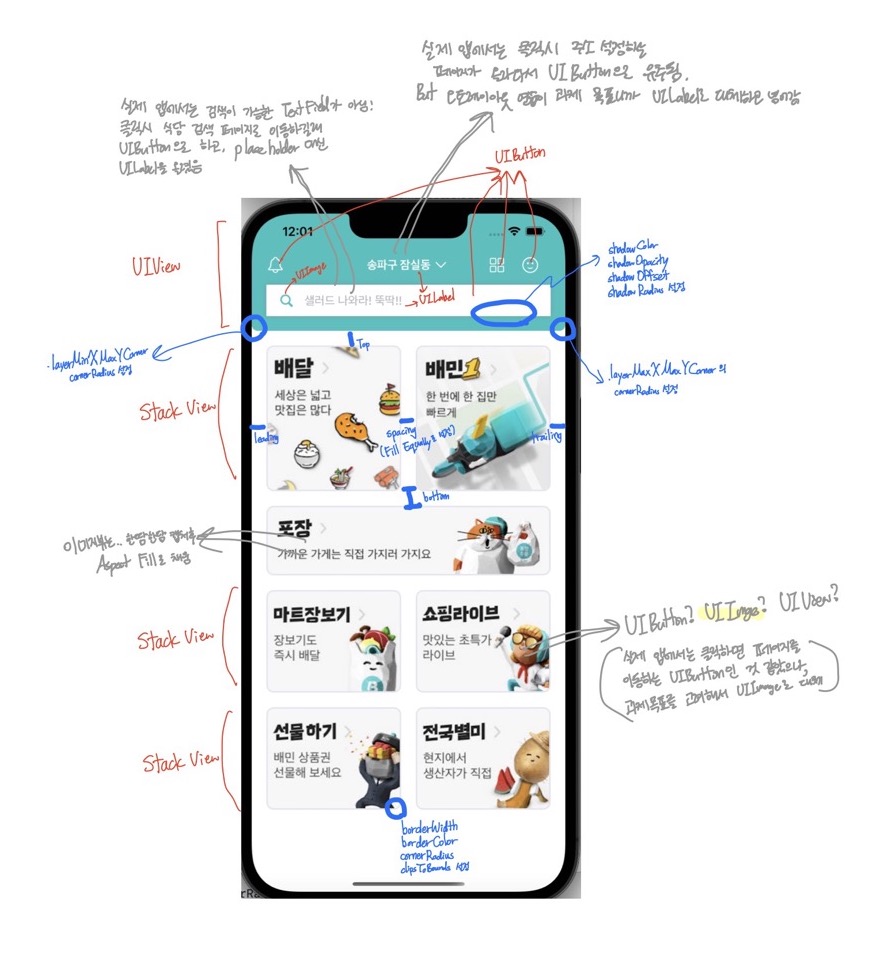 실제 앱에서는 클릭시 주소 설정하는
페이지가 올라와서 UIButton으로 유추됨.
But 오토레이아웃 연습이 과제 목표니까 UILabel로 대체하면
실제 앱에서는 검색이 가능한 TextField가 아님!
클릭시 식당 검색 페이지로 이동하길래
UIButton으로 하고, placeholder 대신
UILabel을 얹었음
UIButton
UIView
12:01
송파구 잠실동
UIImage
샐러드 나와라! 뚝딱!!
UILabel
shadowColor
shadowOpacity
shadowOffset
shadowRadius 설정
.layerMinXMaxYCorner
cornerRadius 설정
.layerMaxXMaxYCorner 의
cornerRadius 설정
Top
Stack View
배달
세상은 넓고
맛집은 많다
배민1
한 번에 한 집만
빠르게
leading
spacing
(Fill Equally로
trailing
bottom
포장
가까운 가게는 직접 가지러 가지요
이미지뷰는..
Aspect Fill로 채움
Stack View
마트장보기
장보기도
즉시 배달
쇼핑라이브
맛있는 초특가
라이브
UIButton? UIImage? UIView?
실제 앱에서는 클릭하면 페이지를
이동하는 UIButton인 것 같았으나,
과제목표를 고려해서 UIImage로 대체
Stack View
선물하기
배민 상품권
선물해 보세요
전국별미
현지에서
생산자가 직접
borderWidth
borderColor
cornerRadius
clipsToBounds 설정